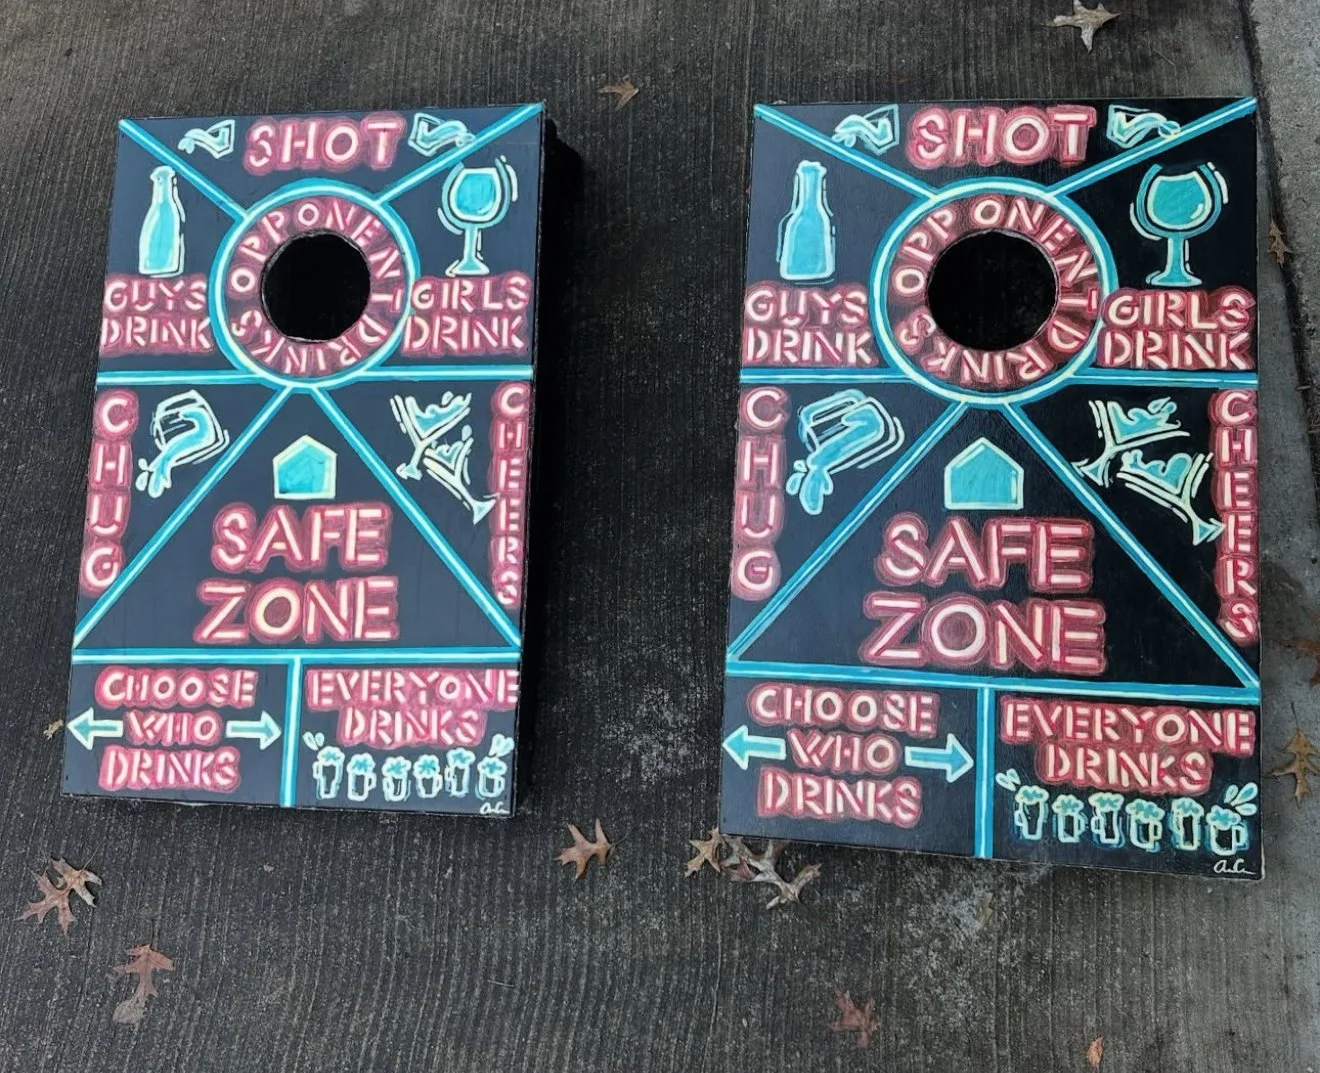 SHOT
OPPONENT DRINKS
GUYS
DRINK
GIRLS
DRINK
CHUG
CHEERS
SAFE
ZONE
CHOOSE
WHO
DRINKS
EVERYONE
DRINKS
SHOT
OPPONENT DRINKS
GUYS
DRINK
GIRLS
DRINK
CHUG
CHEERS
SAFE
ZONE
CHOOSE
WHO
DRINKS
EVERYONE
DRINKS